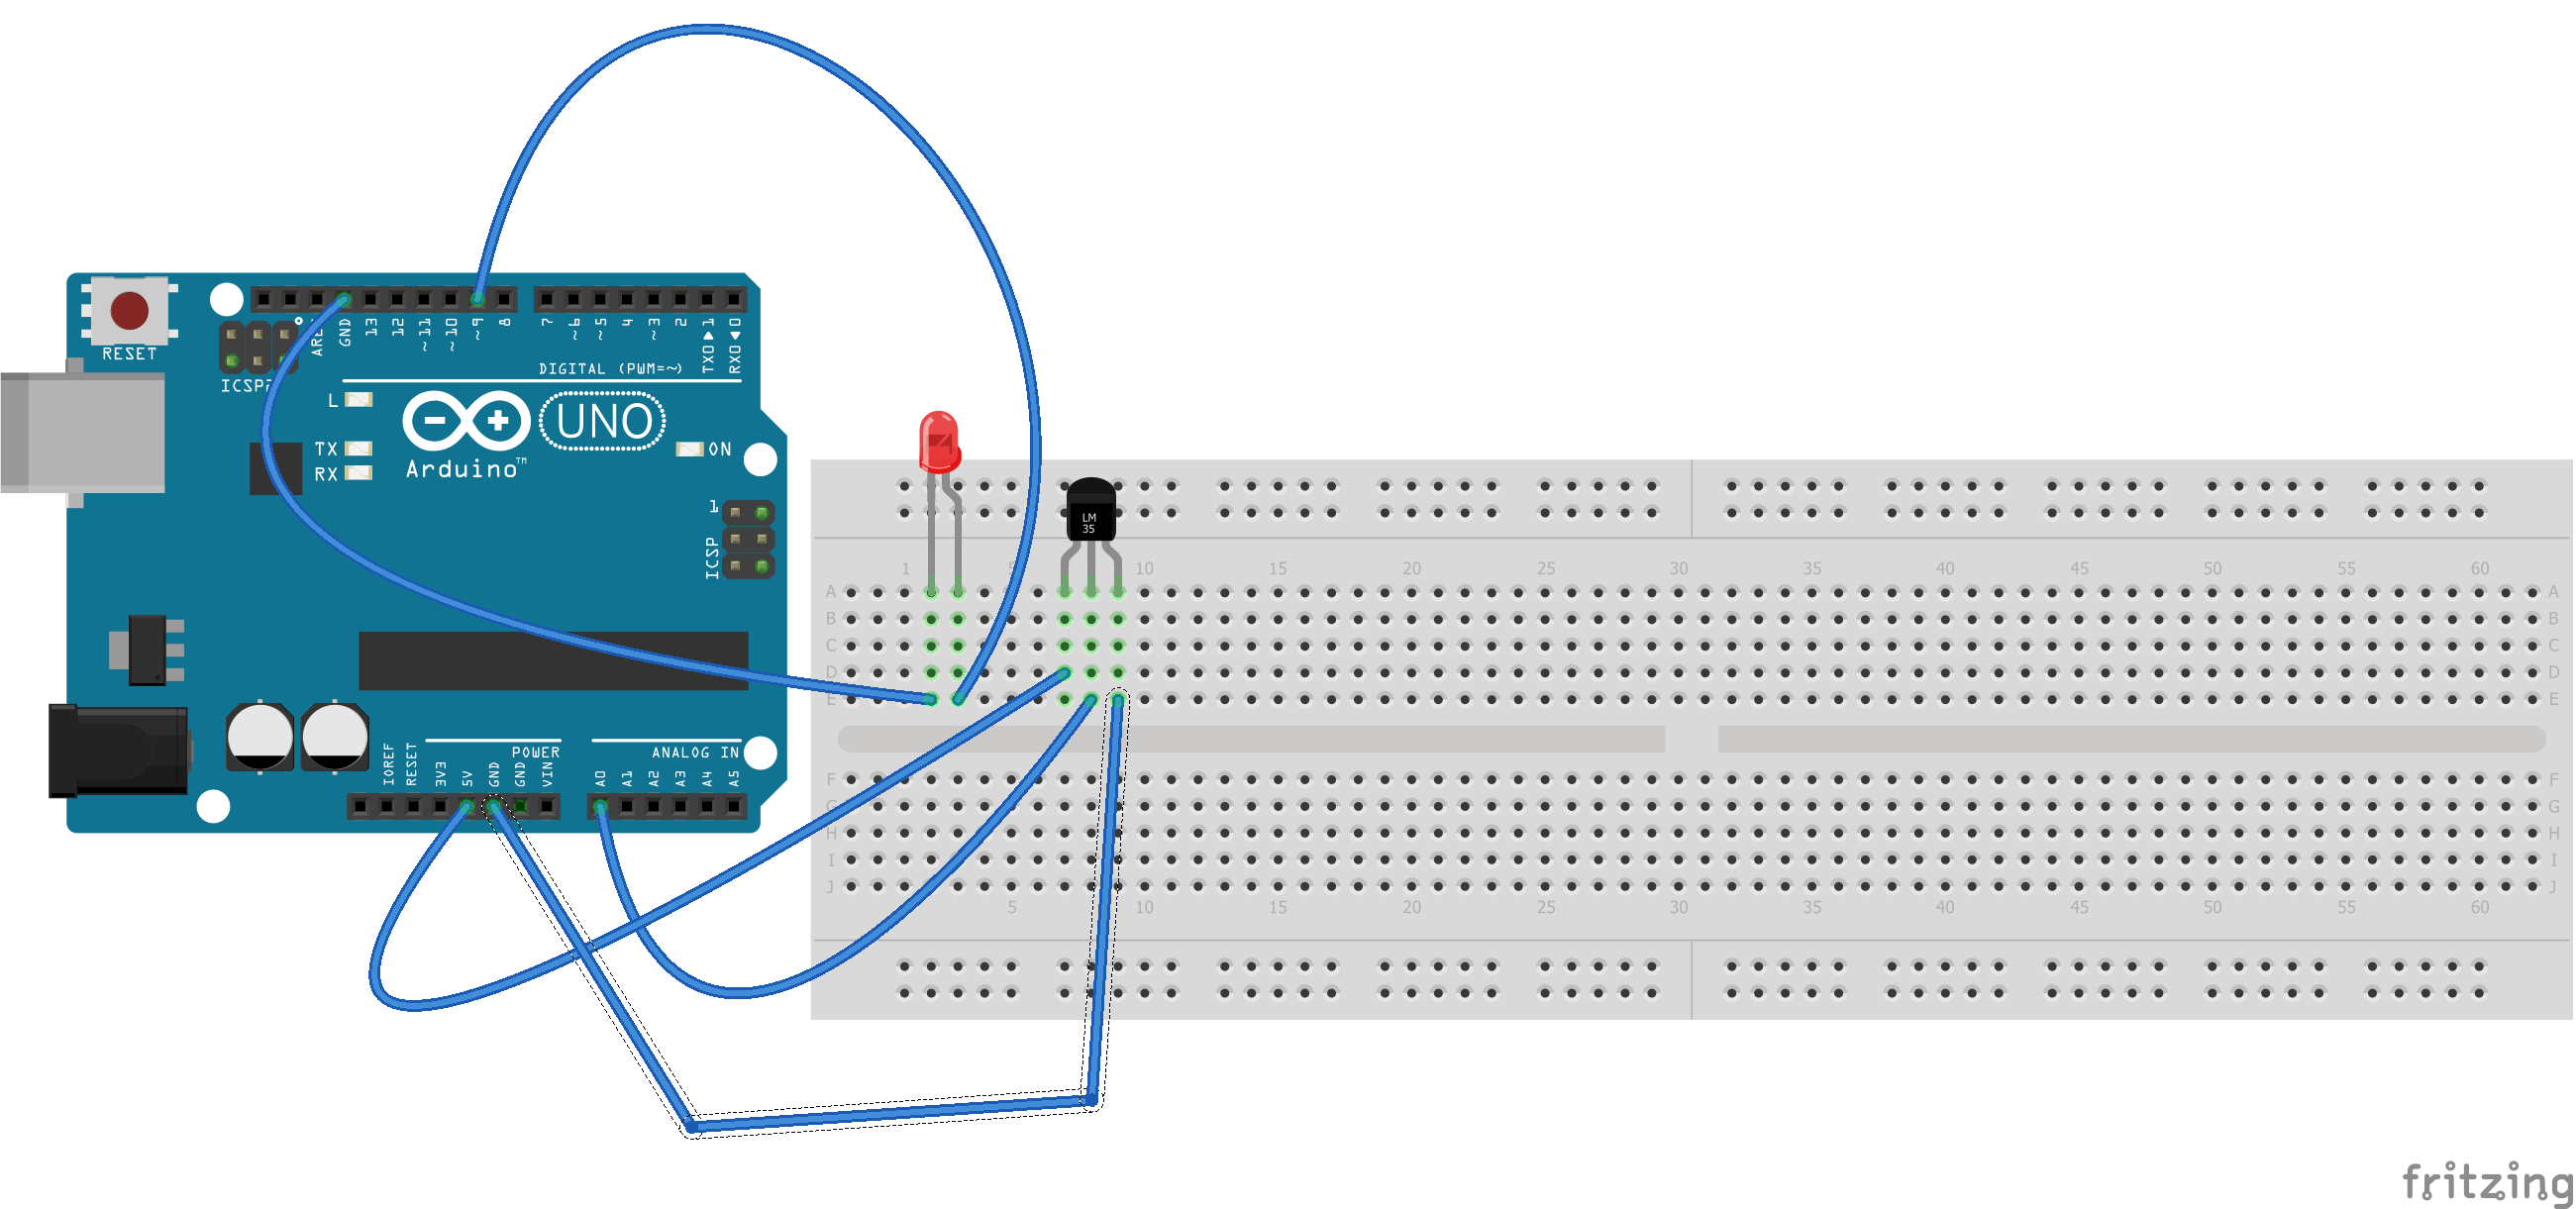 RESET
ICSP2
AREF
GND
13
12
~11
~10
~9
8
7
~6
~5
4
~3
2
TX0▶1
RX0◀0
DIGITAL (PWM=~)
L
TX
RX
UNO
Arduino™
ON
1
ICSP
IOREF
RESET
3V3
5V
GND
GND
VIN
POWER
ANALOG IN
A0
A1
A2
A3
A4
A5
LM
35
1 5 10 15 20 25 30 35 40 45 50 55 60
A A
B B
C C
D D
E E
F F
G G
H H
I I
J J
5 10 15 20 25 30 35 40 45 50 55 60
fritzing